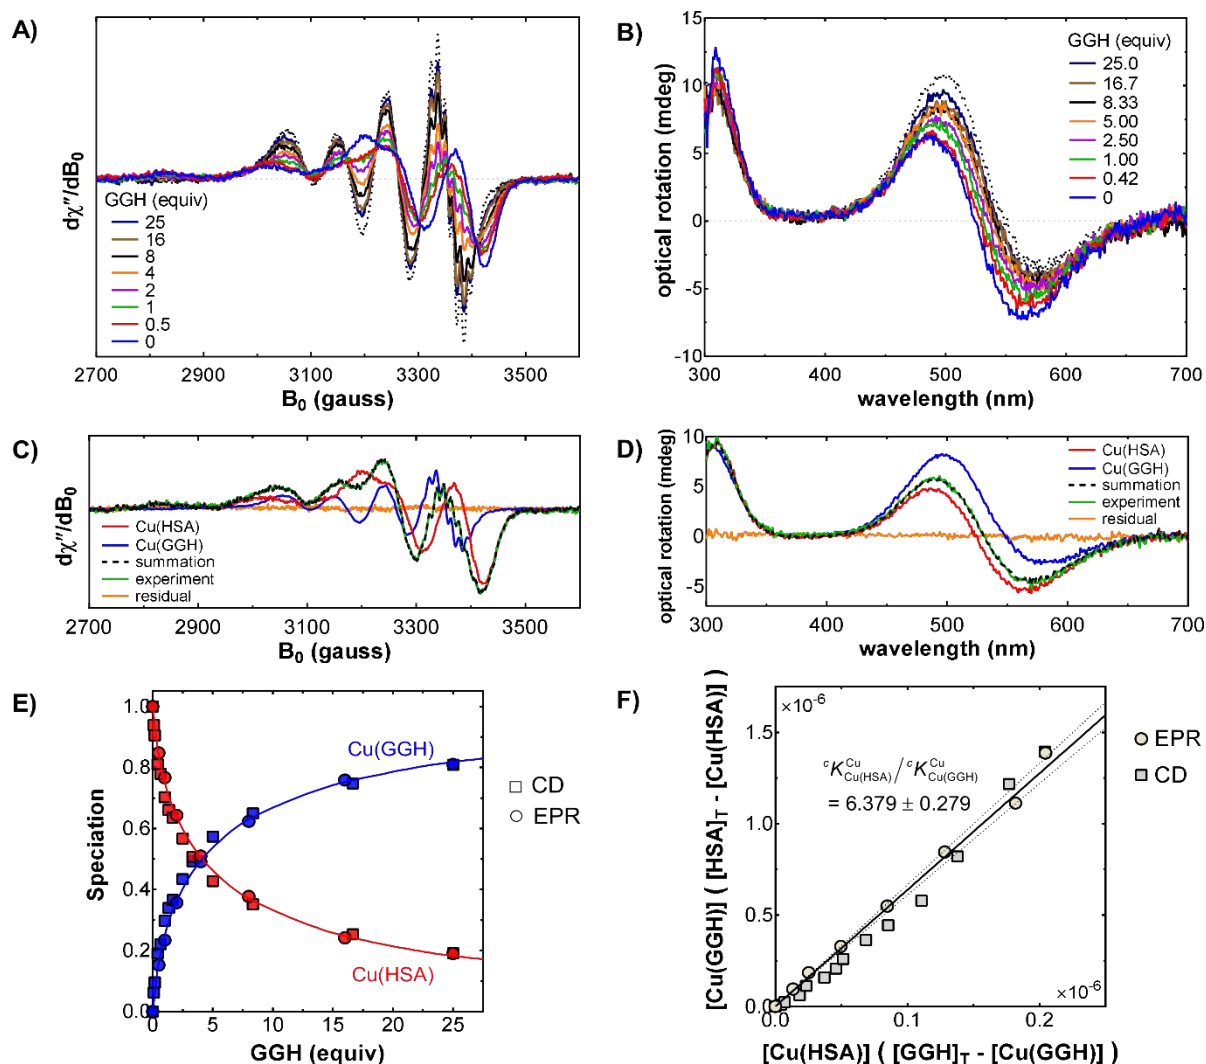 A)
dχ″/dB0
GGH (equiv)
25
16
8
4
2
1
0.5
0
2700 2900 3100 3300 3500
B0 (gauss)
B)
optical rotation (mdeg)
15
10
5
0
-5
-10
GGH (equiv)
25.0
16.7
8.33
5.00
2.50
1.00
0.42
0
300 400 500 600 700
wavelength (nm)
C)
dχ″/dB0
Cu(HSA)
Cu(GGH)
summation
experiment
residual
2700 2900 3100 3300 3500
B0 (gauss)
D)
optical rotation (mdeg)
10
5
0
-5
Cu(HSA)
Cu(GGH)
summation
experiment
residual
300 400 500 600 700
wavelength (nm)
E)
Speciation
1.0
0.8
0.6
0.4
0.2
0.0
Cu(GGH)
CD
EPR
Cu(HSA)
0 5 10 15 20 25
GGH (equiv)
F)
[Cu(GGH)] ( [HSA]T - [Cu(HSA)] )
×10-6
1.5
1.0
0.5
0.0
cKCuCu(HSA)/cKCuCu(GGH)
= 6.379 ± 0.279
EPR
CD
×10-6
0.0 0.1 0.2
[Cu(HSA)] ( [GGH]T - [Cu(GGH)] )